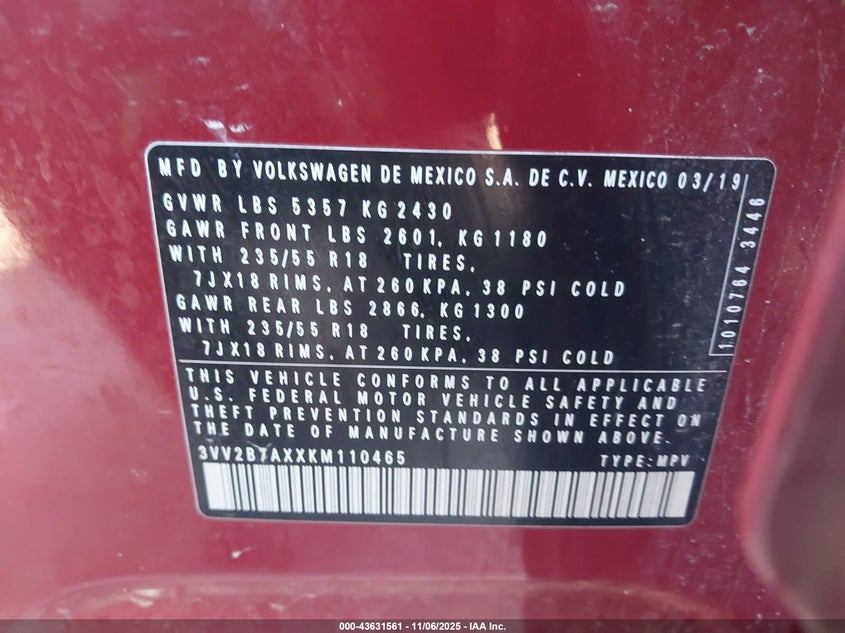 MFD BY VOLKSWAGEN DE MEXICO S.A. DE C.V. MEXICO 03/19
GVWR LBS 5357 KG 2430
GAWR FRONT LBS 2601, KG 1180
WITH 235/55 R18 TIRES,
7JX18 RIMS, AT 260 KPA, 38 PSI COLD
GAWR REAR LBS 2866, KG 1300
WITH 235/55 R18 TIRES,
7JX18 RIMS, AT 260 KPA, 38 PSI COLD
THIS VEHICLE CONFORMS TO ALL APPLICABLE
U.S. FEDERAL MOTOR VEHICLE SAFETY AND
THEFT PREVENTION STANDARDS IN EFFECT ON
THE DATE OF MANUFACTURE SHOWN ABOVE.
3VV2B7AXXKM110465 TYPE:MPV
1010764 3446
000-43631561 | 11/06/2025 | IAA Inc.